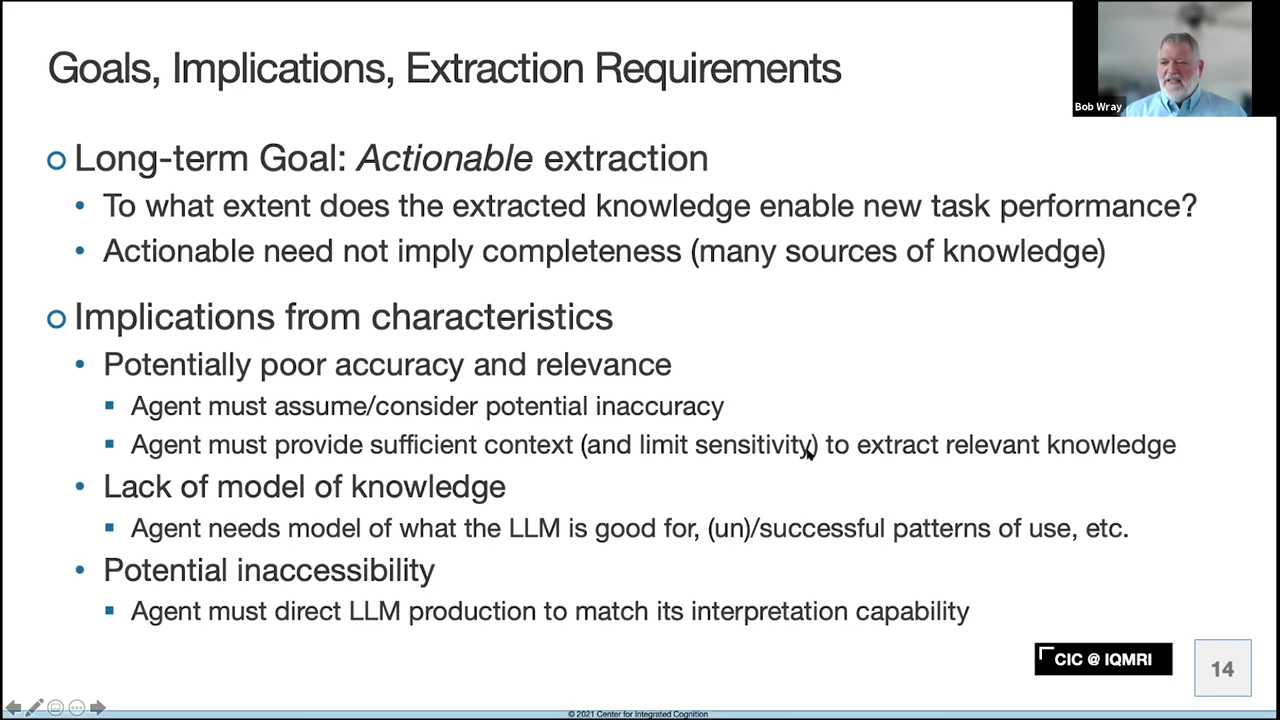 Goals, Implications, Extraction Requirements
Bob Wray
Long-term Goal: Actionable extraction
To what extent does the extracted knowledge enable new task performance?
Actionable need not imply completeness (many sources of knowledge)
Implications from characteristics
Potentially poor accuracy and relevance
Agent must assume/consider potential inaccuracy
Agent must provide sufficient context (and limit sensitivity) to extract relevant knowledge
Lack of model of knowledge
Agent needs model of what the LLM is good for, (un)/successful patterns of use, etc.
Potential inaccessibility
Agent must direct LLM production to match its interpretation capability
CIC @ IQMRI
14
© 2021 Center for Integrated Cognition